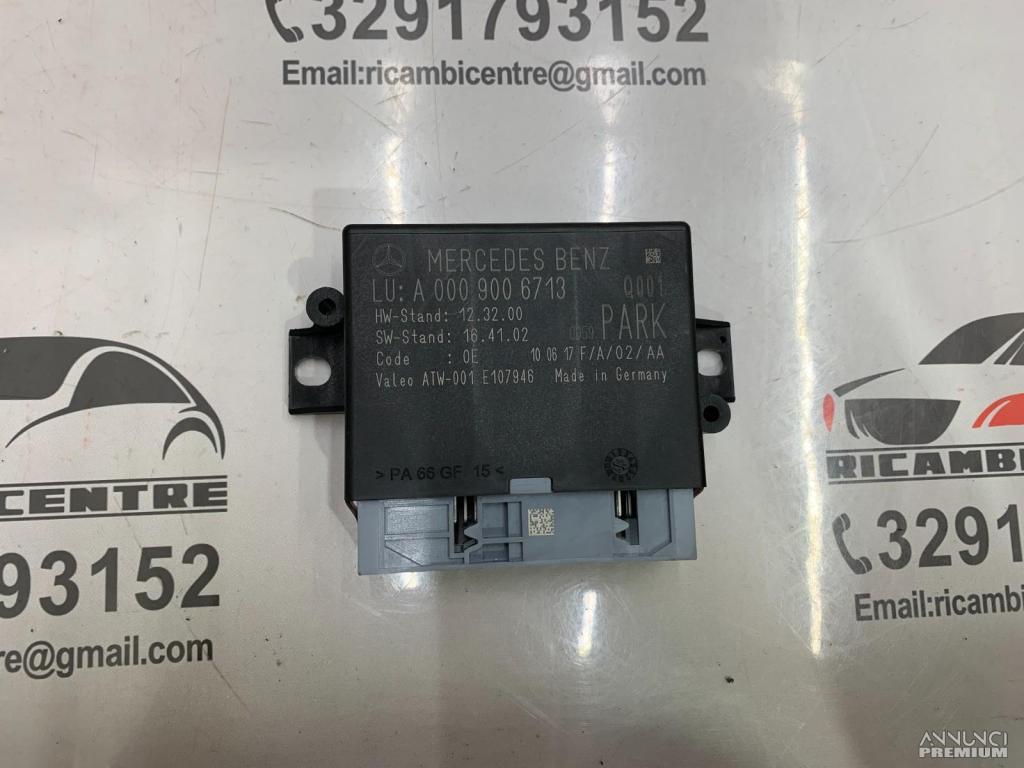 3291793152
Email:ricambicentre@gmail.com
MERCEDES BENZ
LU: A 000 900 6713 Q001
HW-Stand: 12.32.00
SW-Stand: 16.41.02 PARK
Code : 0E 10 06 17 F/A/02/AA
Valeo ATW-001 E107946 Made in Germany
>PA 66 GF 15<
CENTRE
93152
re@gmail.com
RICAMBI
3291
Email:ricambi
ANNUNCI
PREMIUM